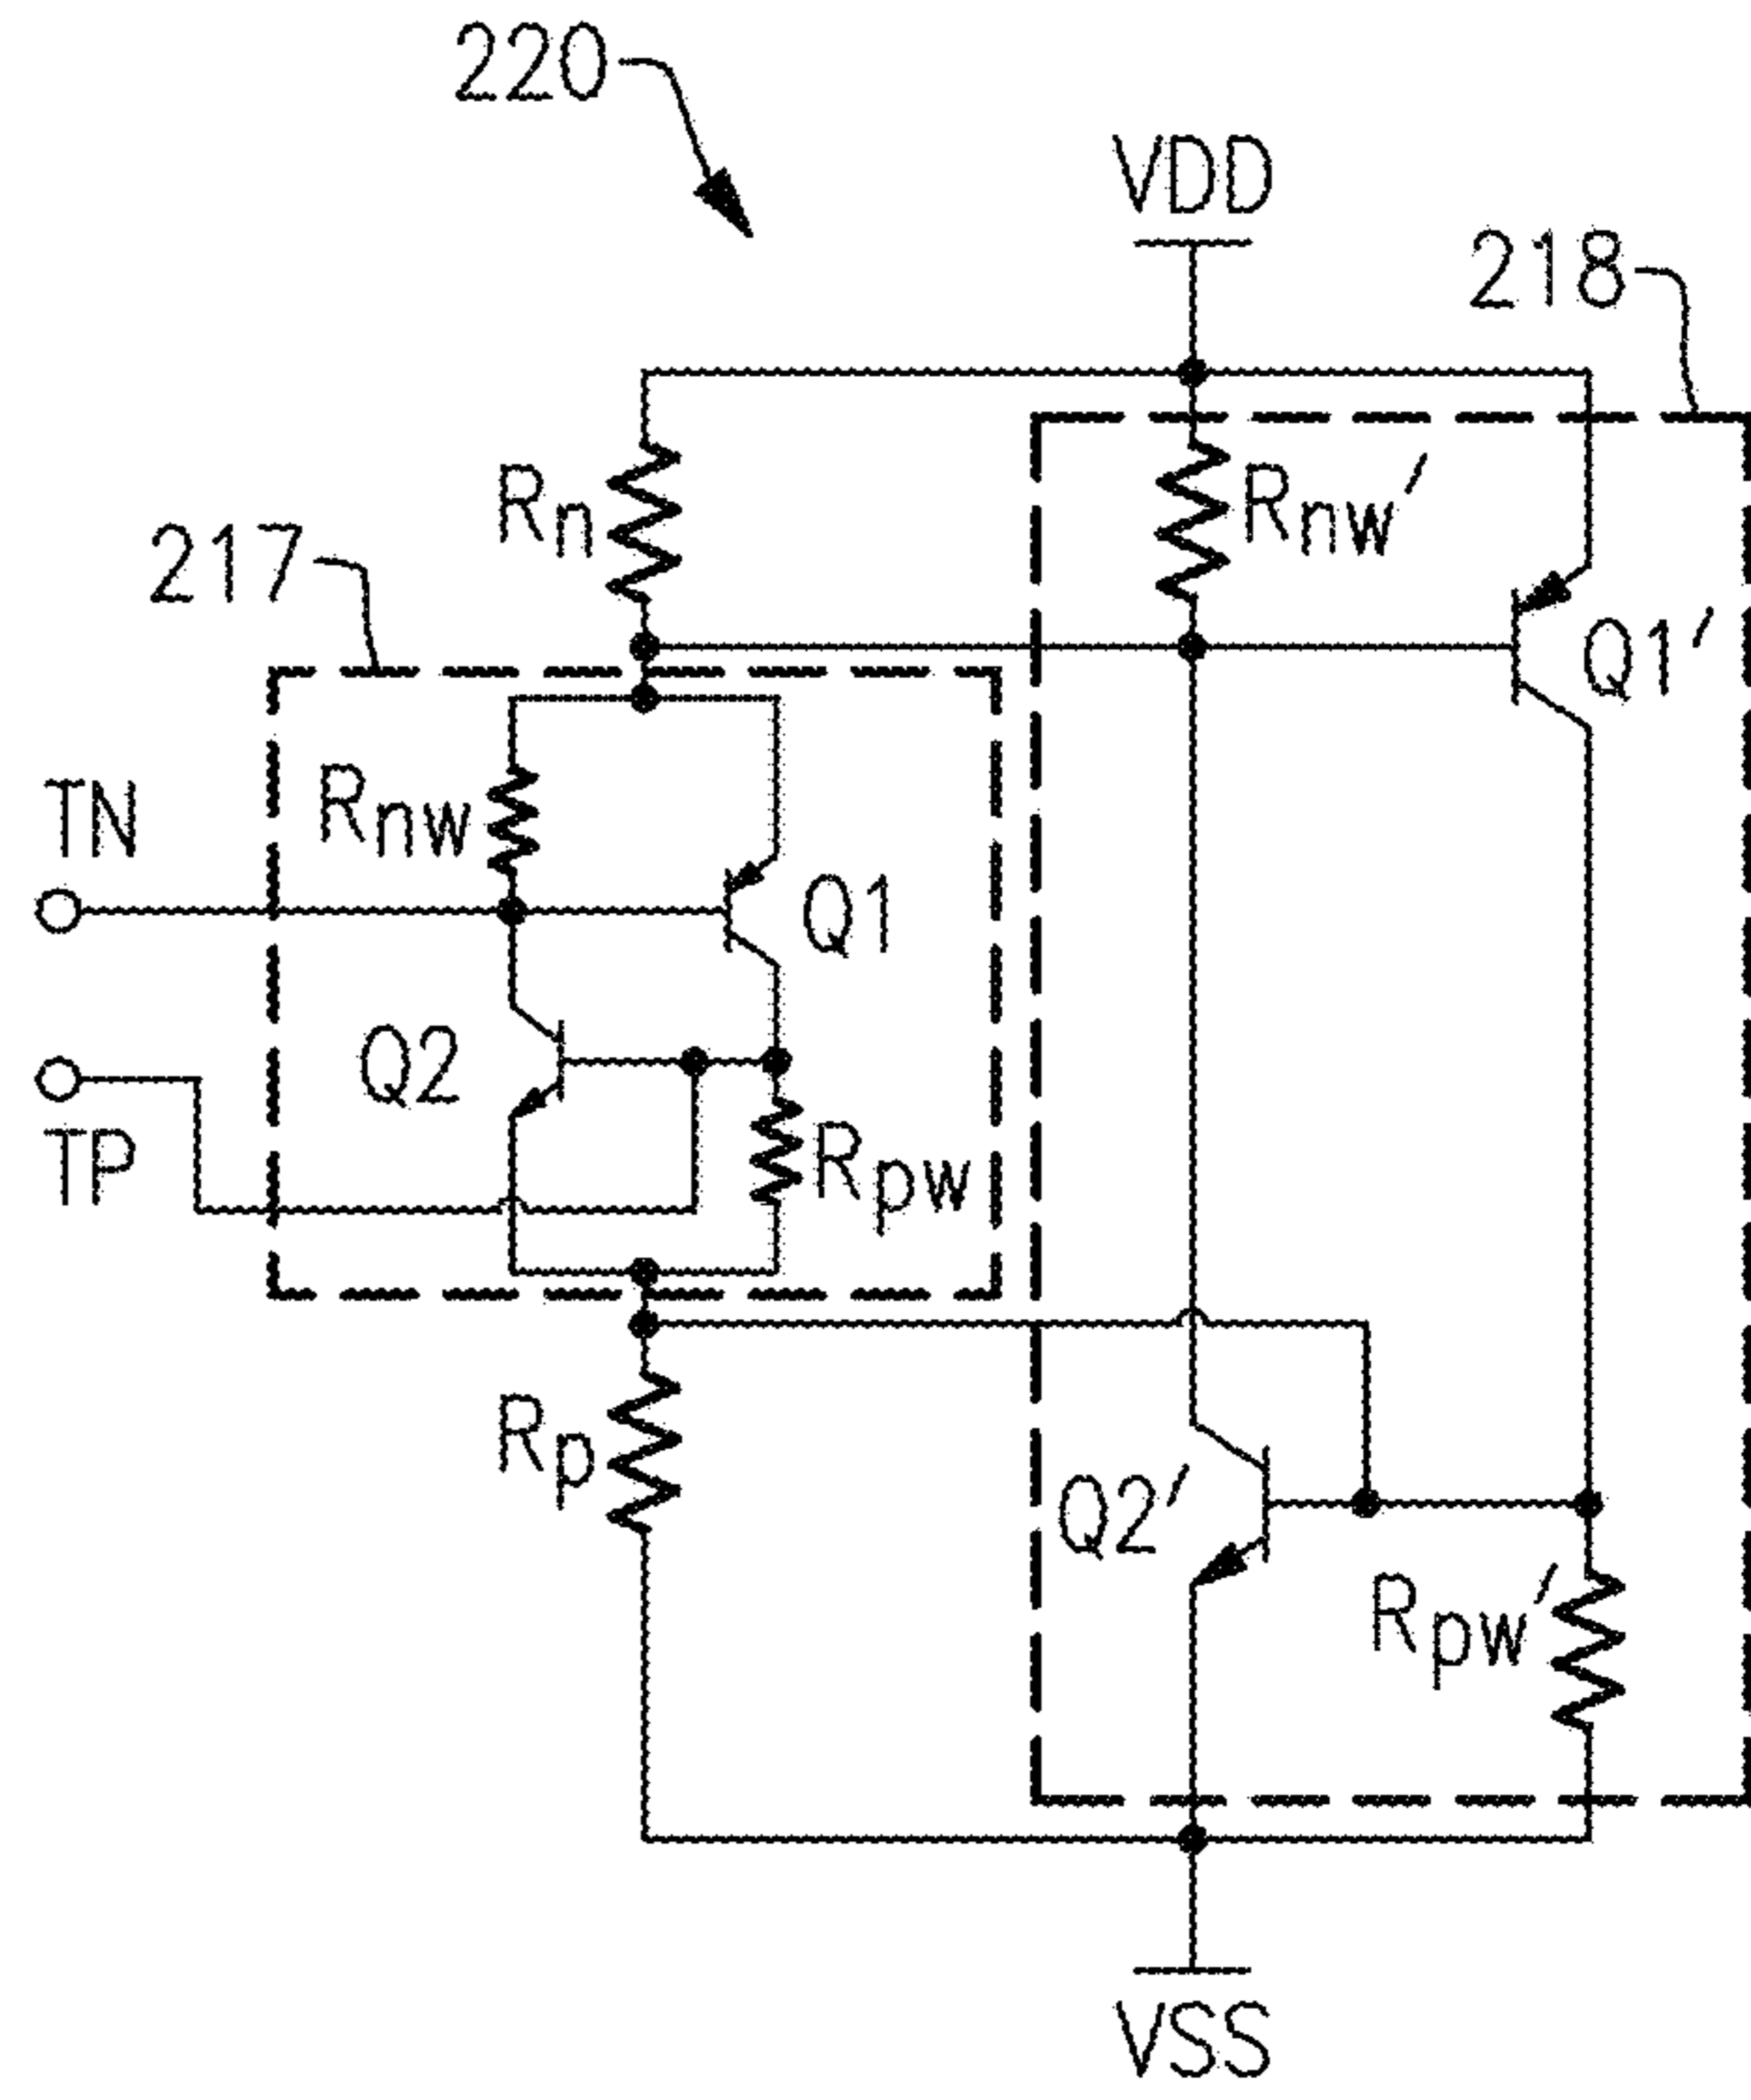 220
VDD
218
Rn
Rnw'
217
Q1'
TN
Rnw
Q1
Q2
TP
Rpw
Rp
Q2'
Rpw'
VSS